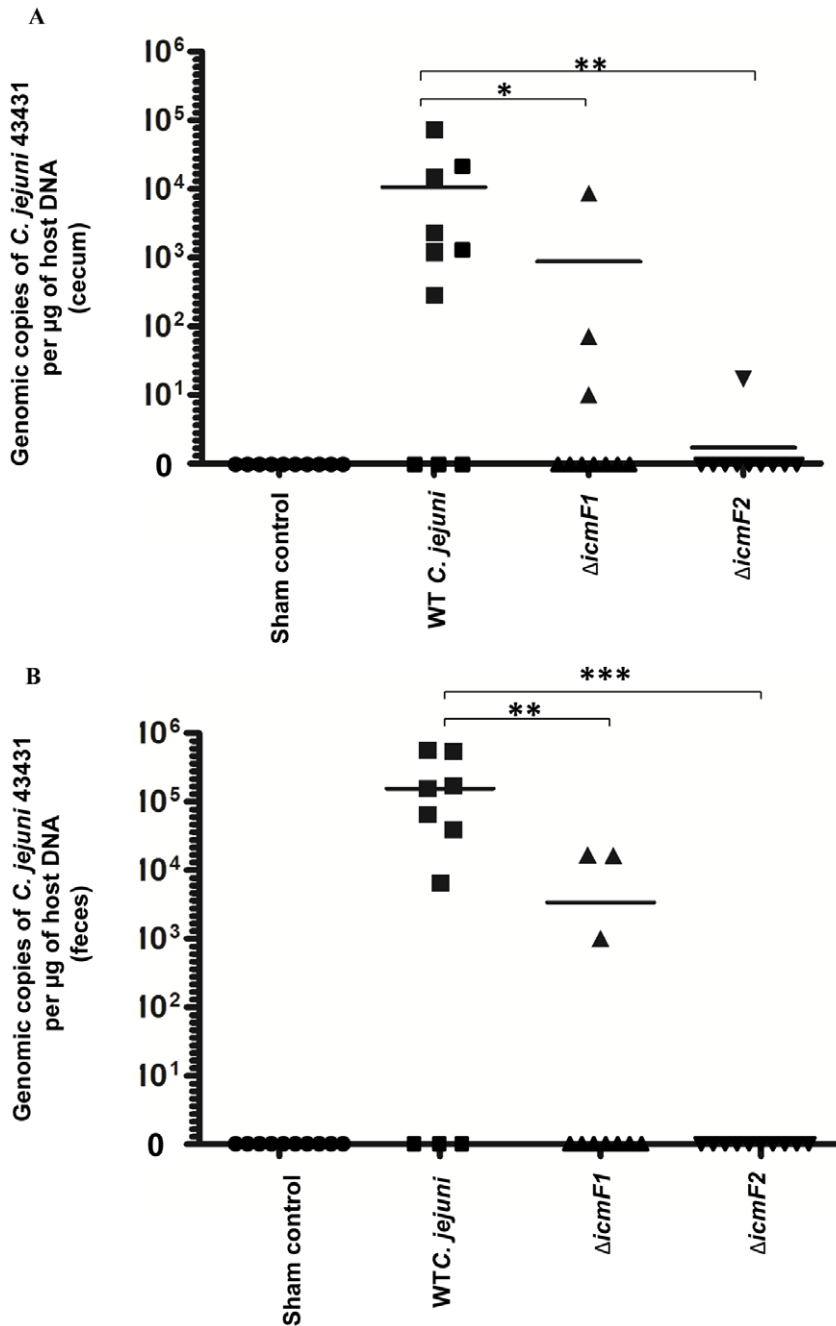 A
Genomic copies of C. jejuni 43431
per µg of host DNA
(cecum)
10⁶
10⁵
10⁴
10³
10²
10¹
0
*
**
Sham control
WT C. jejuni
ΔicmF1
ΔicmF2
B
Genomic copies of C. jejuni 43431
per µg of host DNA
(feces)
10⁶
10⁵
10⁴
10³
10²
10¹
0
**
***
Sham control
WTC. jejuni
ΔicmF1
ΔicmF2